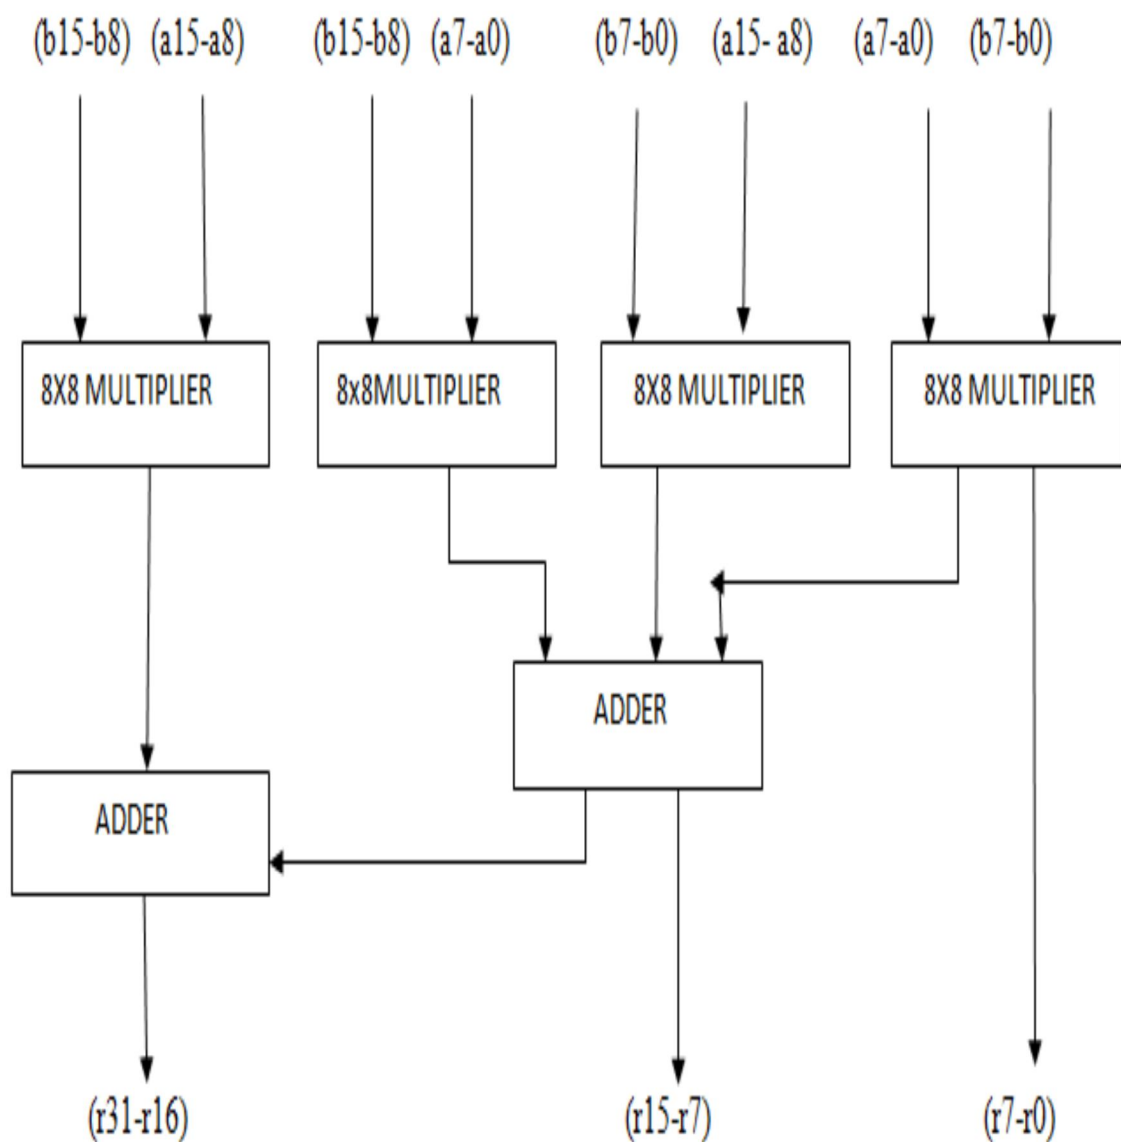 (b15-b8) (a15-a8) (b15-b8) (a7-a0) (b7-b0) (a15- a8) (a7-a0) (b7-b0)
8X8 MULTIPLIER 8x8MULTIPLIER 8X8 MULTIPLIER 8X8 MULTIPLIER
ADDER
ADDER
(r31-r16) (r15-r7) (r7-r0)